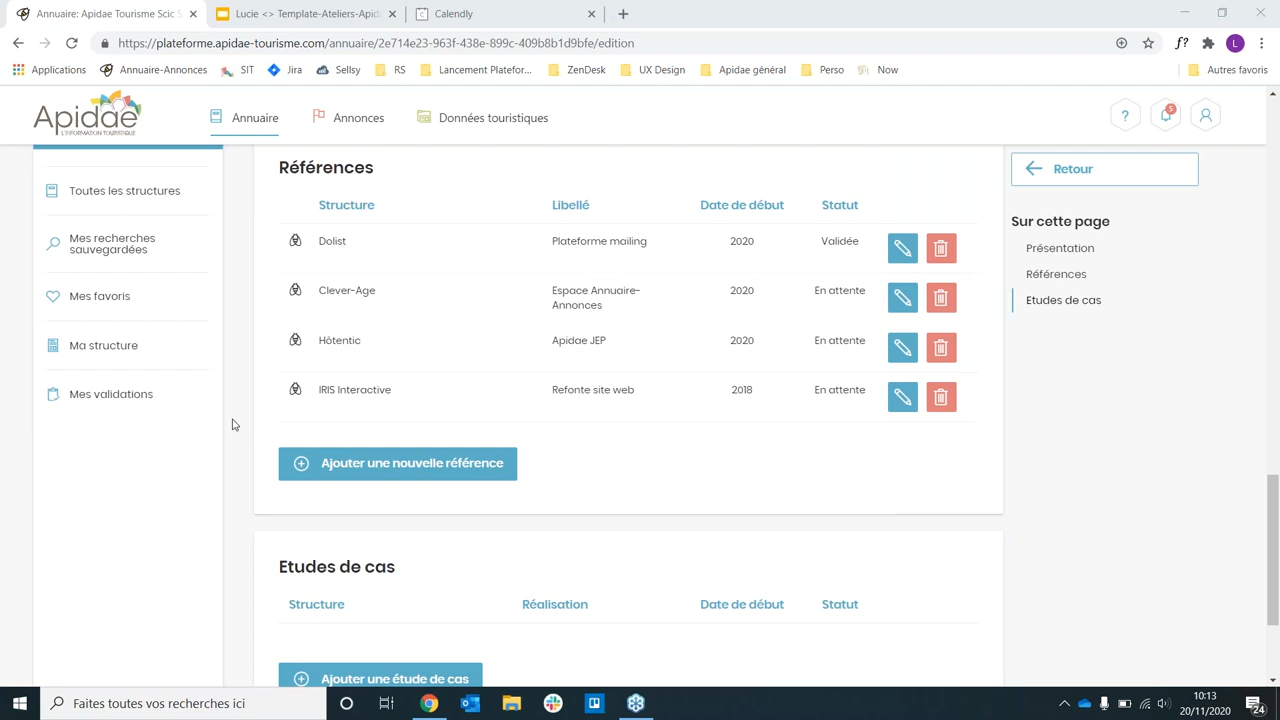 Annuaire: Apidae Tourisme Scic S
Lucie <> Template-Ateliers-Apida
Calendly
https://plateforme.apidae-tourisme.com/annuaire/2e714e23-963f-438e-899c-409b8b1d9bfe/edition
f?
L
Applications
Annuaire-Annonces
SIT
Jira
Sellsy
RS
Lancement Platefor...
ZenDesk
UX Design
Apidae général
Perso
Now
Autres favoris
Apidae
L'INFORMATION TOURISTIQUE
Annuaire
Annonces
Données touristiques
?
5
Toutes les structures
Mes recherches
sauvegardées
Mes favoris
Ma structure
Mes validations
Références
Structure Libellé Date de début Statut
Dolist Plateforme mailing 2020 Validée
Clever-Age Espace Annuaire-
Annonces 2020 En attente
Hôtentic Apidae JEP 2020 En attente
IRIS Interactive Refonte site web 2018 En attente
Ajouter une nouvelle référence
Etudes de cas
Structure Réalisation Date de début Statut
Ajouter une étude de cas
Retour
Sur cette page
Présentation
Références
Etudes de cas
Faites toutes vos recherches ici
10:13
20/11/2020
24